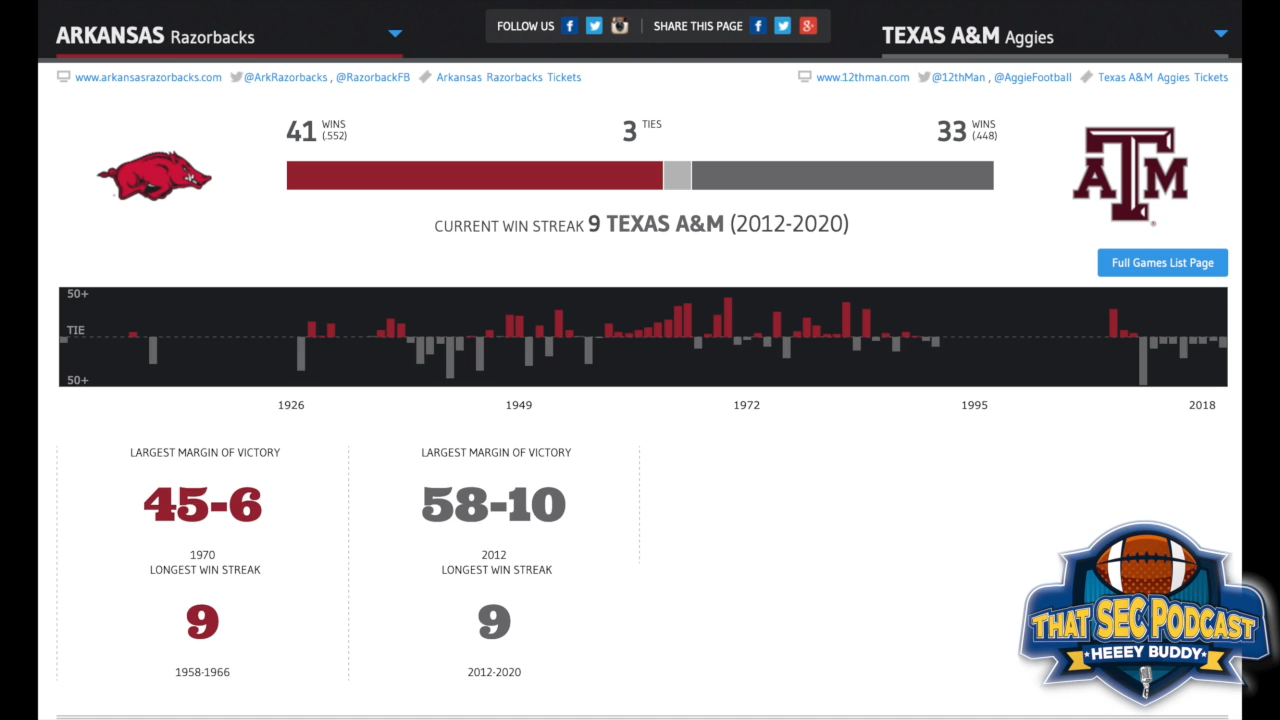 ARKANSAS Razorbacks
FOLLOW US
SHARE THIS PAGE
TEXAS A&M Aggies
www.arkansasrazorbacks.com @ArkRazorbacks , @RazorbackFB Arkansas Razorbacks Tickets
www.12thman.com @12thMan , @AggieFootball Texas A&M Aggies Tickets
41 WINS (.552)
3 TIES
33 WINS (.448)
ATM
CURRENT WIN STREAK 9 TEXAS A&M (2012-2020)
Full Games List Page
50+
TIE
50+
1926 1949 1972 1995 2018
LARGEST MARGIN OF VICTORY
45-6
1970
LONGEST WIN STREAK
9
1958-1966
LARGEST MARGIN OF VICTORY
58-10
2012
LONGEST WIN STREAK
9
2012-2020
THAT SEC PODCAST
HEEEY BUDDY